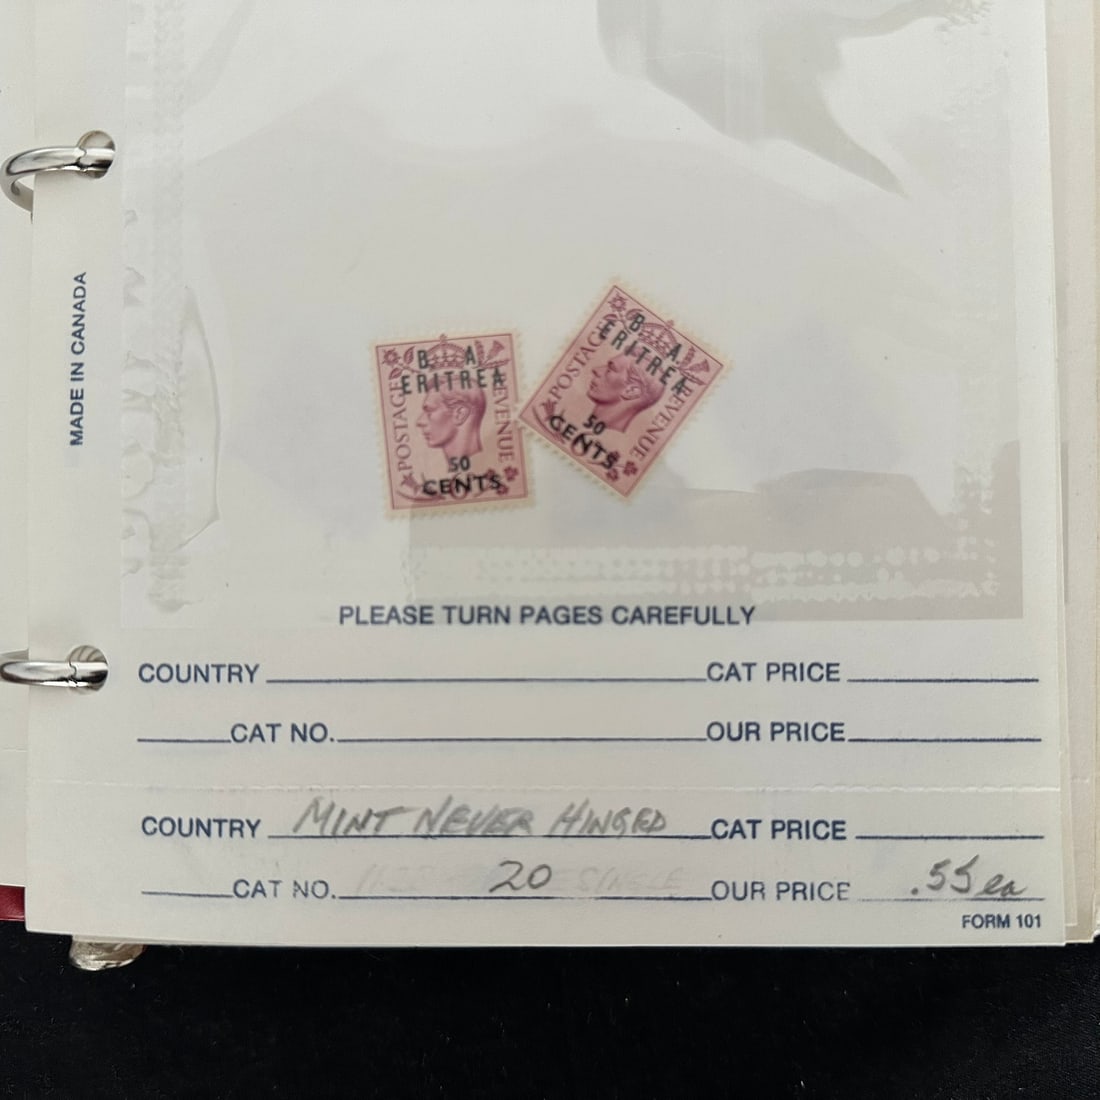 MADE IN CANADA
B. A.
ERITREA
POSTAGE
REVENUE
50
CENTS
B. A.
ERITREA
POSTAGE
REVENUE
50
CENTS
PLEASE TURN PAGES CAREFULLY
COUNTRY CAT PRICE
CAT NO. OUR PRICE
COUNTRY MINT NEVER HINGED CAT PRICE
CAT NO. 20 SINGLE OUR PRICE .55 ea
FORM 101